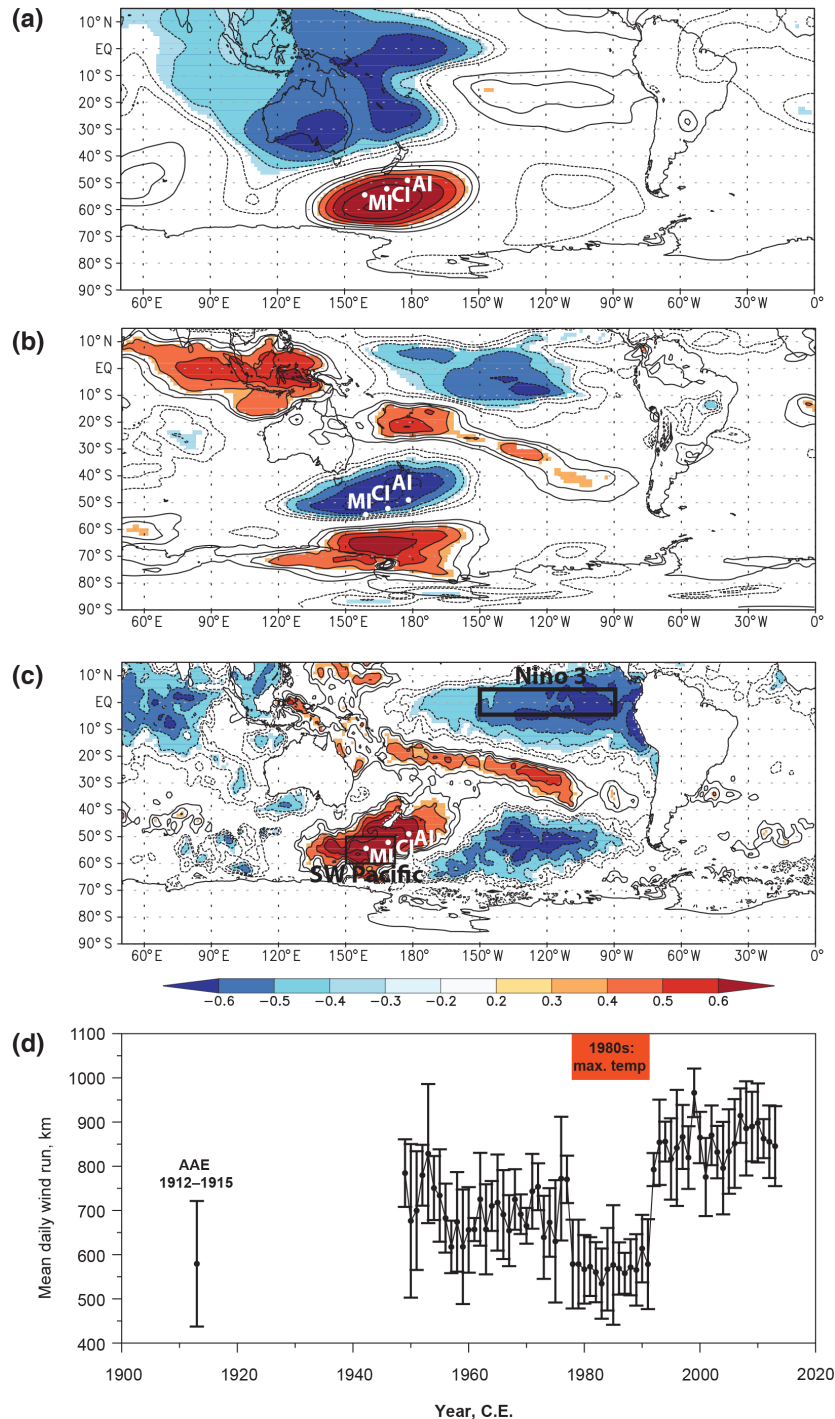 (a)
10°N
EQ
10°S
20°S
30°S
40°S
50°S
60°S
70°S
80°S
90°S
MI CI AI
60°E 90°E 120°E 150°E 180° 150°W 120°W 90°W 60°W 30°W 0°
(b)
10°N
EQ
10°S
20°S
30°S
40°S
50°S
60°S
70°S
80°S
90°S
MI CI AI
60°E 90°E 120°E 150°E 180° 150°W 120°W 90°W 60°W 30°W 0°
(c)
10°N
EQ
10°S
20°S
30°S
40°S
50°S
60°S
70°S
80°S
90°S
Nino 3
MI CI AI
SW Pacific
60°E 90°E 120°E 150°E 180° 150°W 120°W 90°W 60°W 30°W 0°
−0.6 −0.5 −0.4 −0.3 −0.2 0.2 0.3 0.4 0.5 0.6
(d)
Mean daily wind run, km
1100
1000
900
800
700
600
500
400
1980s:
max. temp
AAE
1912–1915
1900 1920 1940 1960 1980 2000 2020
Year, C.E.